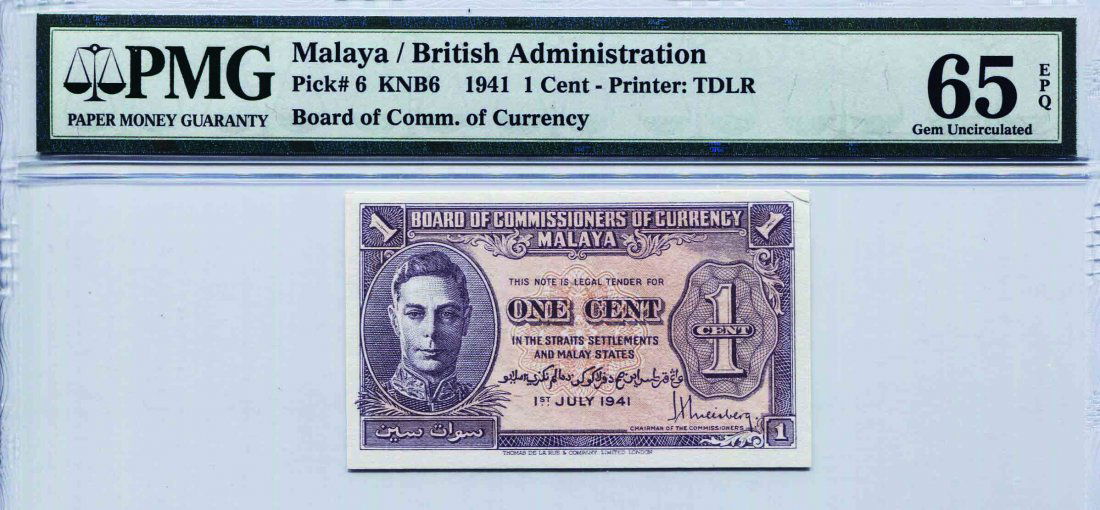 PMG
PAPER MONEY GUARANTY
Malaya / British Administration
Pick# 6 KNB6 1941 1 Cent - Printer: TDLR
Board of Comm. of Currency
65 EPQ
Gem Uncirculated
1 BOARD OF COMMISSIONERS OF CURRENCY 1
MALAYA
THIS NOTE IS LEGAL TENDER FOR
ONE CENT
1
CENT
IN THE STRAITS SETTLEMENTS
AND MALAY STATES
1ST JULY 1941
CHAIRMAN OF THE COMMISSIONERS
سوات سين
1
THOMAS DE LA RUE & COMPANY, LIMITED, LONDON